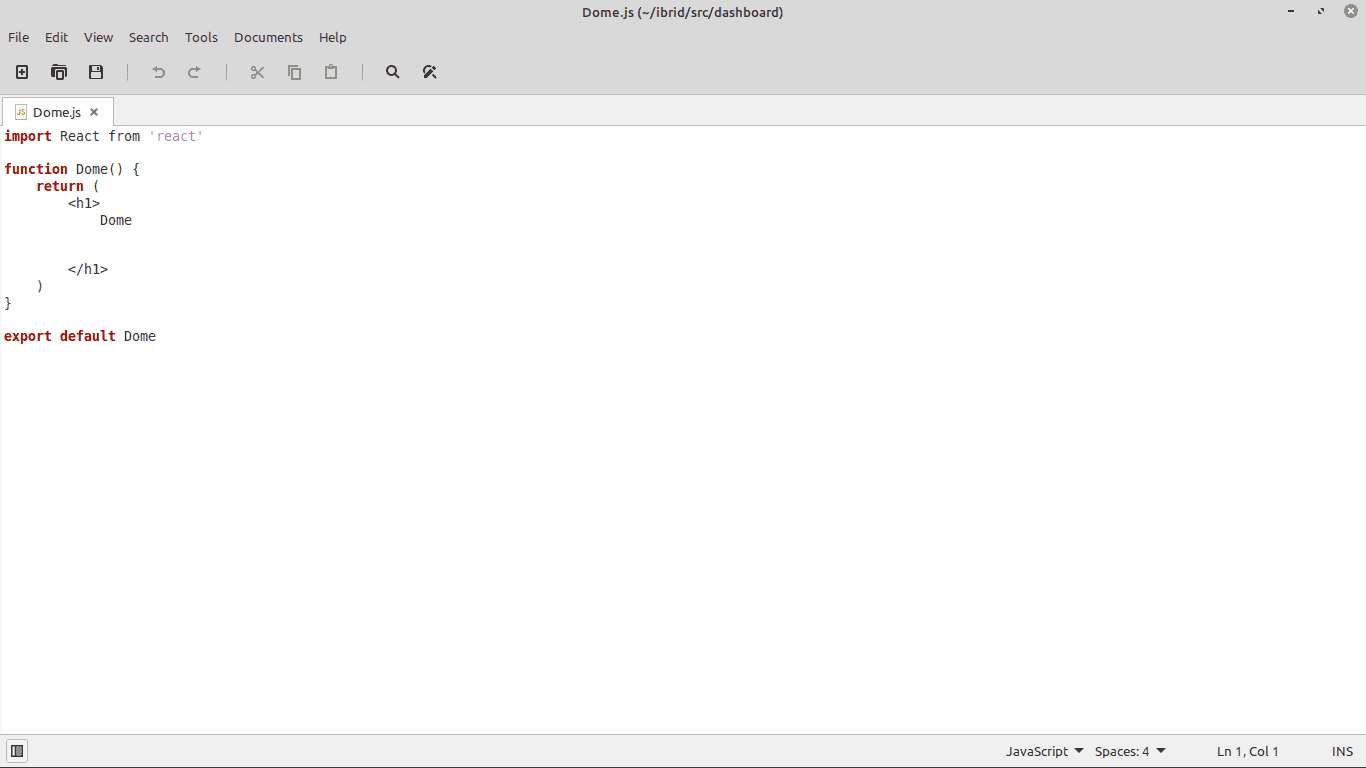 Dome.js (~/ibrid/src/dashboard)
File Edit View Search Tools Documents Help
JS Dome.js
import React from 'react'
function Dome() {
    return (
        <h1>
            Dome
        </h1>
    )
}
export default Dome
JavaScript Spaces: 4 Ln 1, Col 1 INS